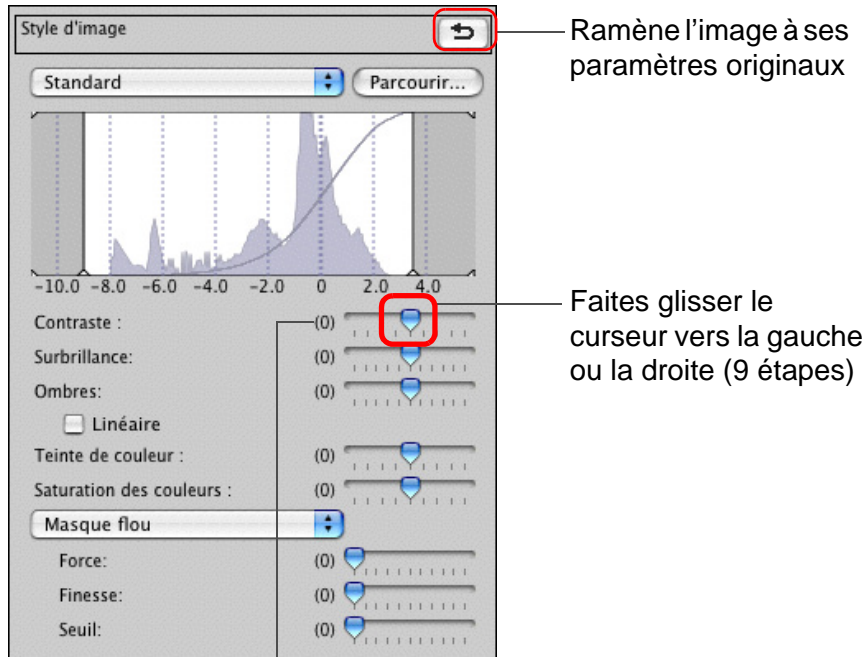 Style d'image
Ramène l'image à ses
paramètres originaux
Standard
Parcourir...
-10.0 -8.0 -6.0 -4.0 -2.0 0 2.0 4.0
Contraste : (0)
Faites glisser le
curseur vers la gauche
ou la droite (9 étapes)
Surbrillance: (0)
Ombres: (0)
Linéaire
Teinte de couleur : (0)
Saturation des couleurs : (0)
Masque flou
Force: (0)
Finesse: (0)
Seuil: (0)